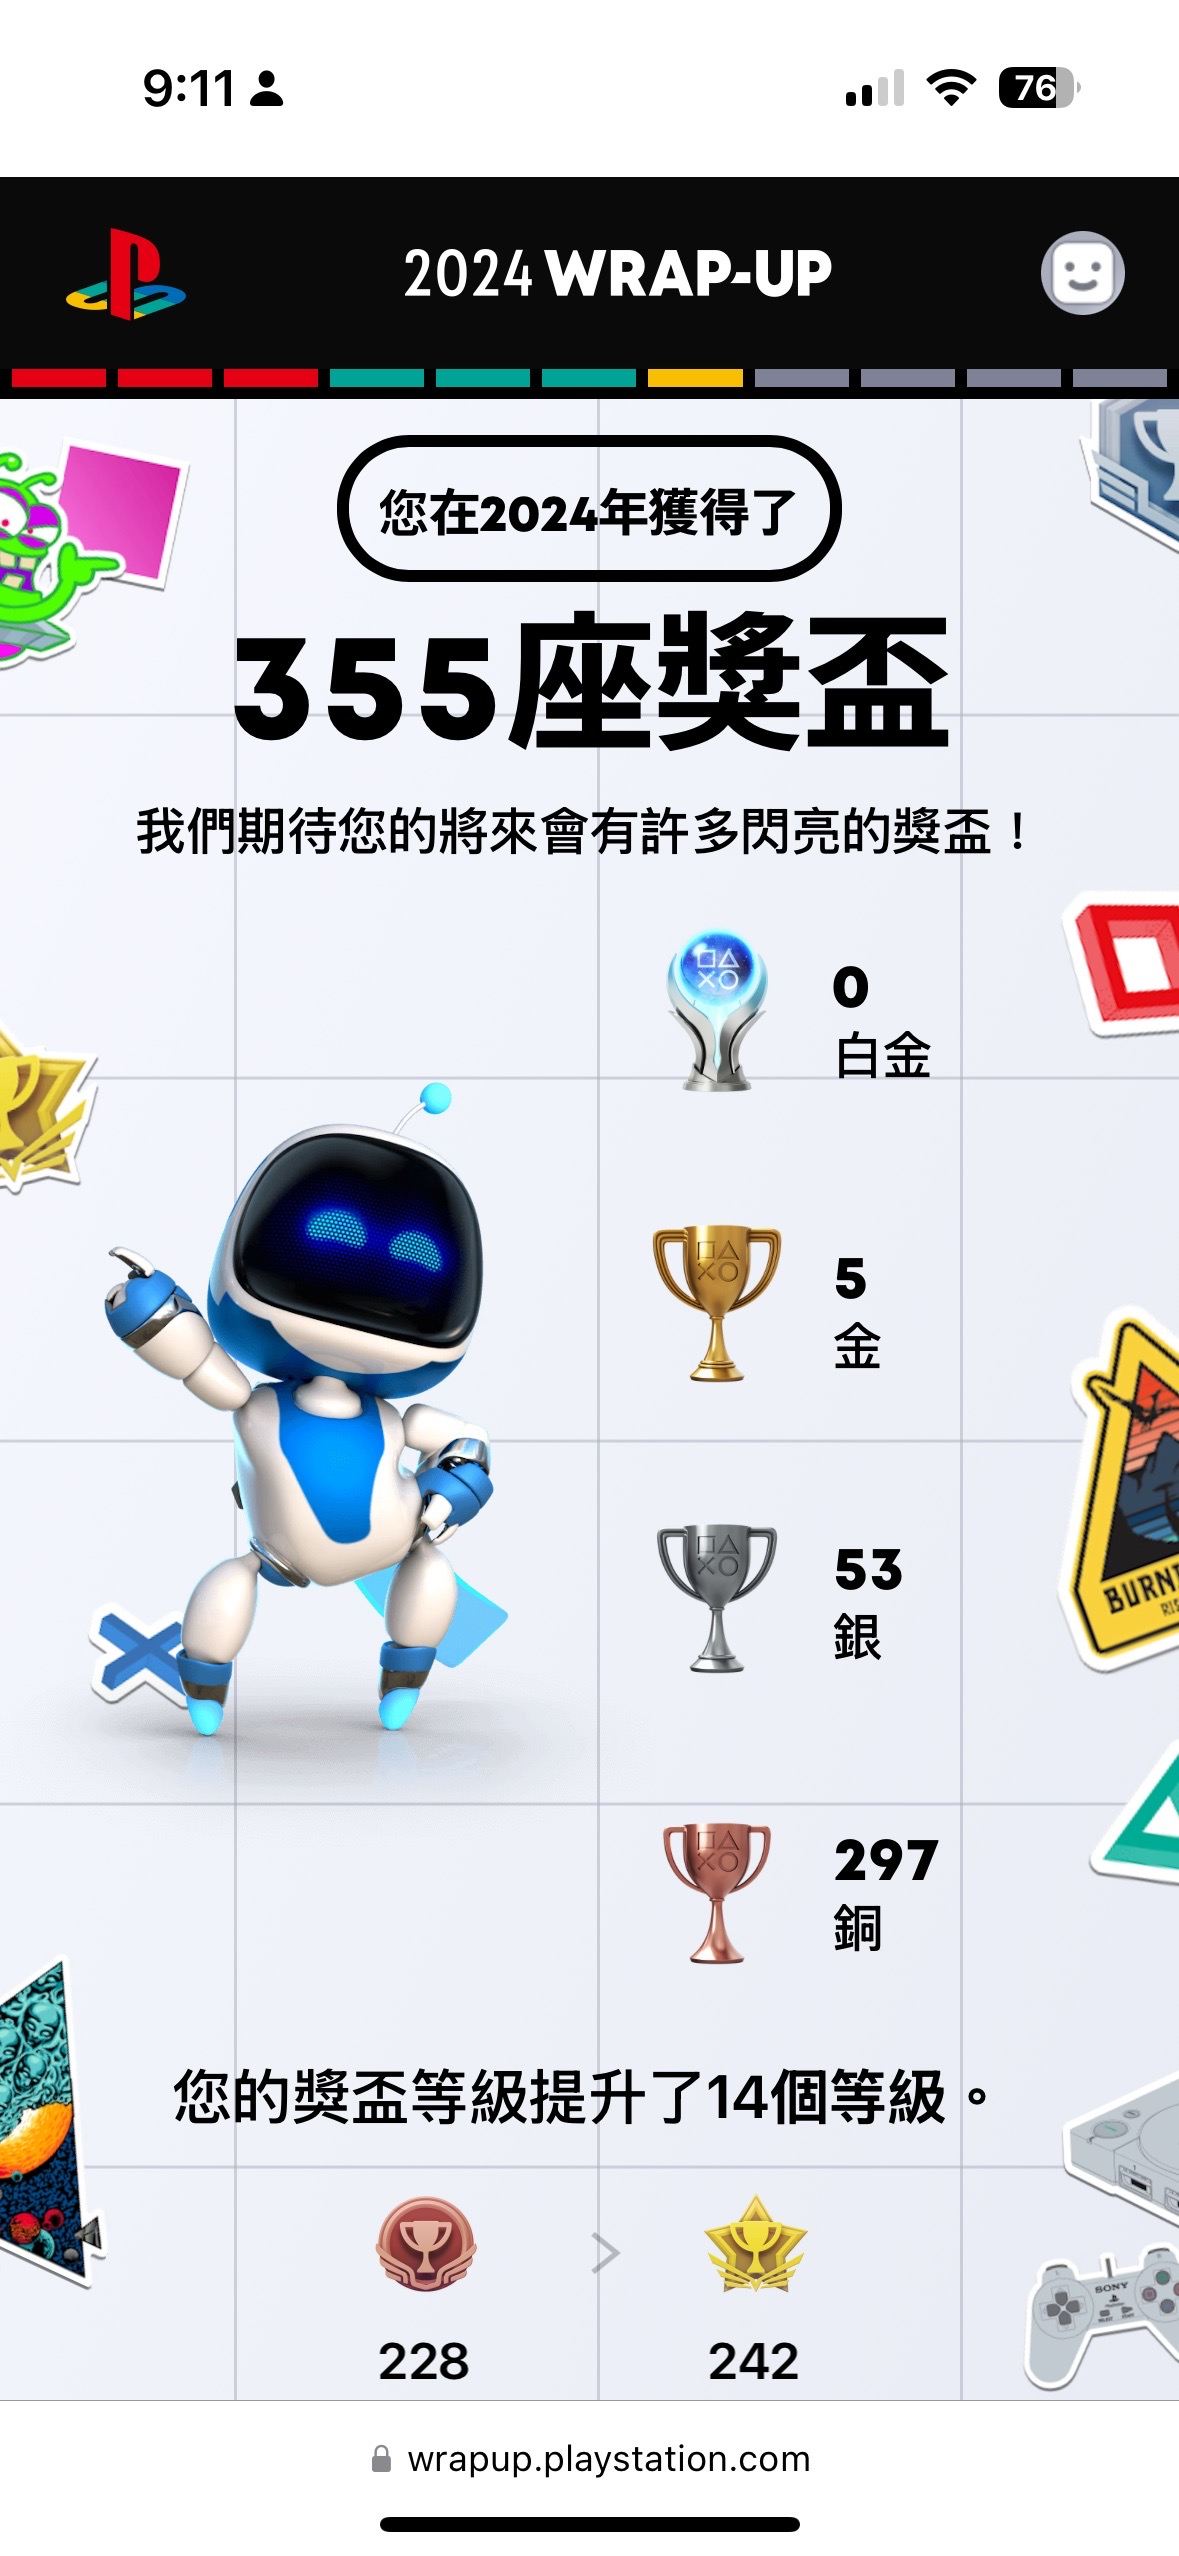 9:11
76
2024 WRAP-UP
您在2024年獲得了
355座獎盃
我們期待您的將來會有許多閃亮的獎盃！
0
白金
5
金
53
銀
297
銅
您的獎盃等級提升了14個等級。
228
242
SONY
wrapup.playstation.com